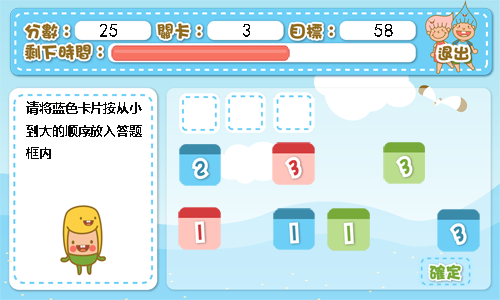 分數： 25 關卡： 3 目標： 58
剩下時間：
退出
请将蓝色卡片按从小
到大的顺序放入答题
框内
2 3 3
1 1 1 3
確定